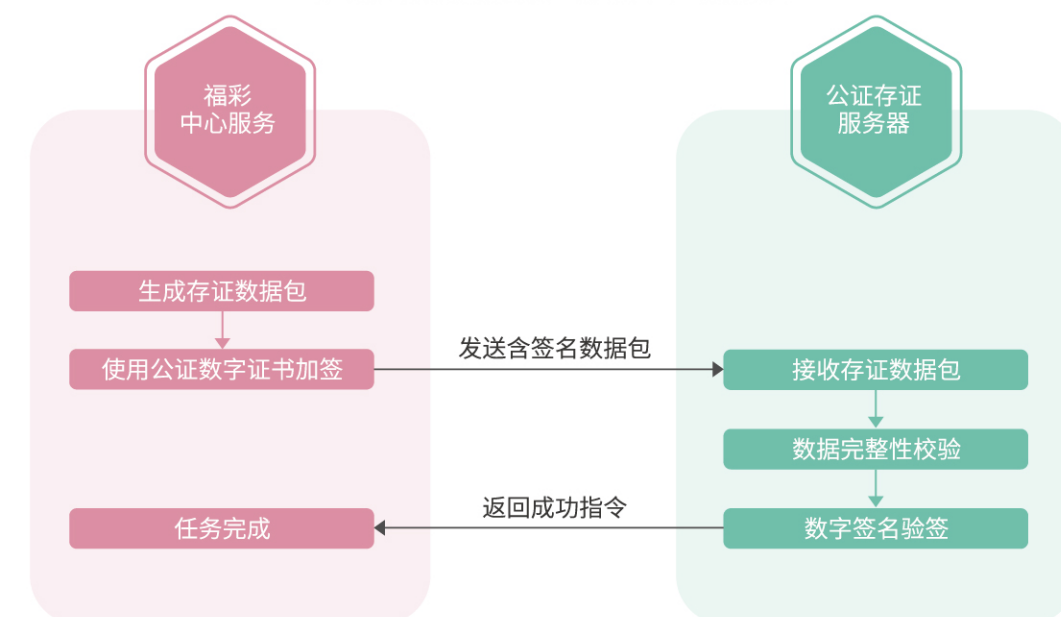 福彩
中心服务
公证存证
服务器
生成存证数据包
使用公证数字证书加签
发送含签名数据包
接收存证数据包
数据完整性校验
任务完成
返回成功指令
数字签名验签